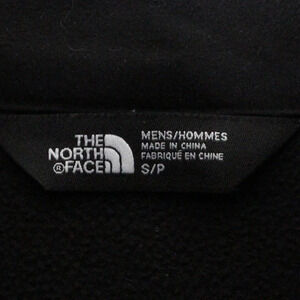 THE
NORTH
®FACE
MENS/HOMMES
MADE IN CHINA
FABRIQUÉ EN CHINE
S/P